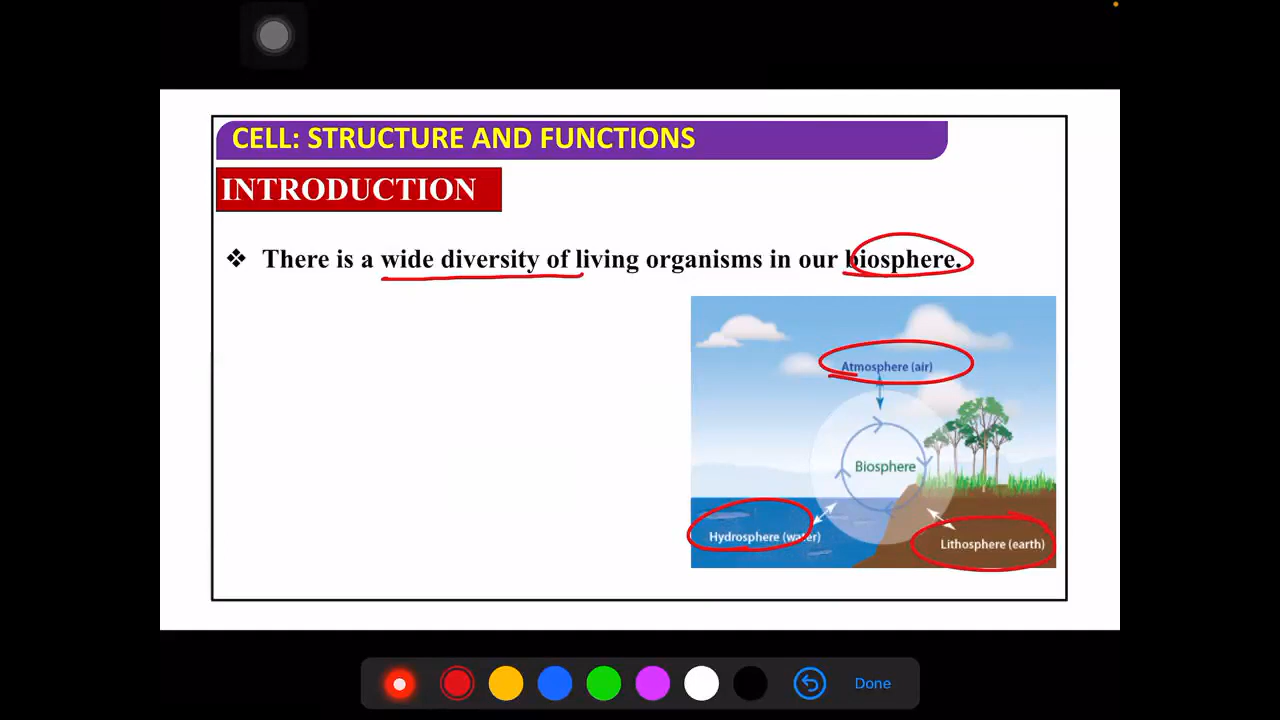 CELL: STRUCTURE AND FUNCTIONS
INTRODUCTION
❖ There is a wide diversity of living organisms in our biosphere.
Atmosphere (air)
Biosphere
Hydrosphere (water)
Lithosphere (earth)
Done